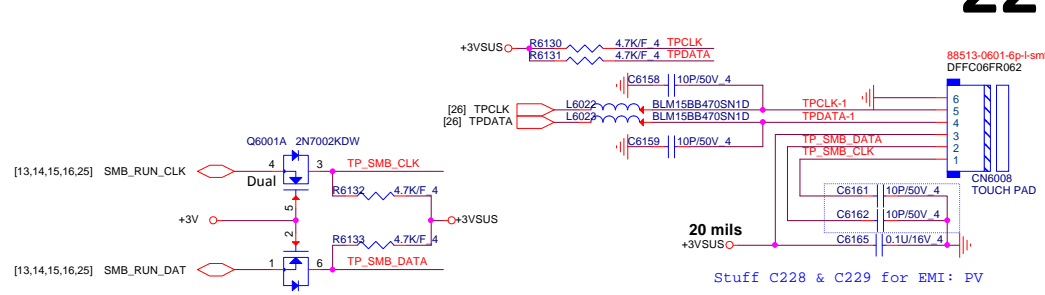 22
+3VSUS
R6130 4.7K/F_4 TPCLK
R6131 4.7K/F_4 TPDATA
88513-0601-6p-l-sm
DFFC06FR062
C6158 10P/50V_4
[26] TPCLK L6022 BLM15BB470SN1D TPCLK-1
[26] TPDATA L6023 BLM15BB470SN1D TPDATA-1
C6159 10P/50V_4
TP_SMB_DATA
TP_SMB_CLK
6
5
4
3
2
1
CN6008
TOUCH PAD
Q6001A 2N7002KDW
[13,14,15,16,25] SMB_RUN_CLK 4 3 TP_SMB_CLK
Dual
5
R6132 4.7K/F_4
+3V
+3VSUS
2
R6133 4.7K/F_4
[13,14,15,16,25] SMB_RUN_DAT 1 6 TP_SMB_DATA
C6161 10P/50V_4
C6162 10P/50V_4
20 mils
+3VSUS
C6165 0.1U/16V_4
Stuff C228 & C229 for EMI: PV